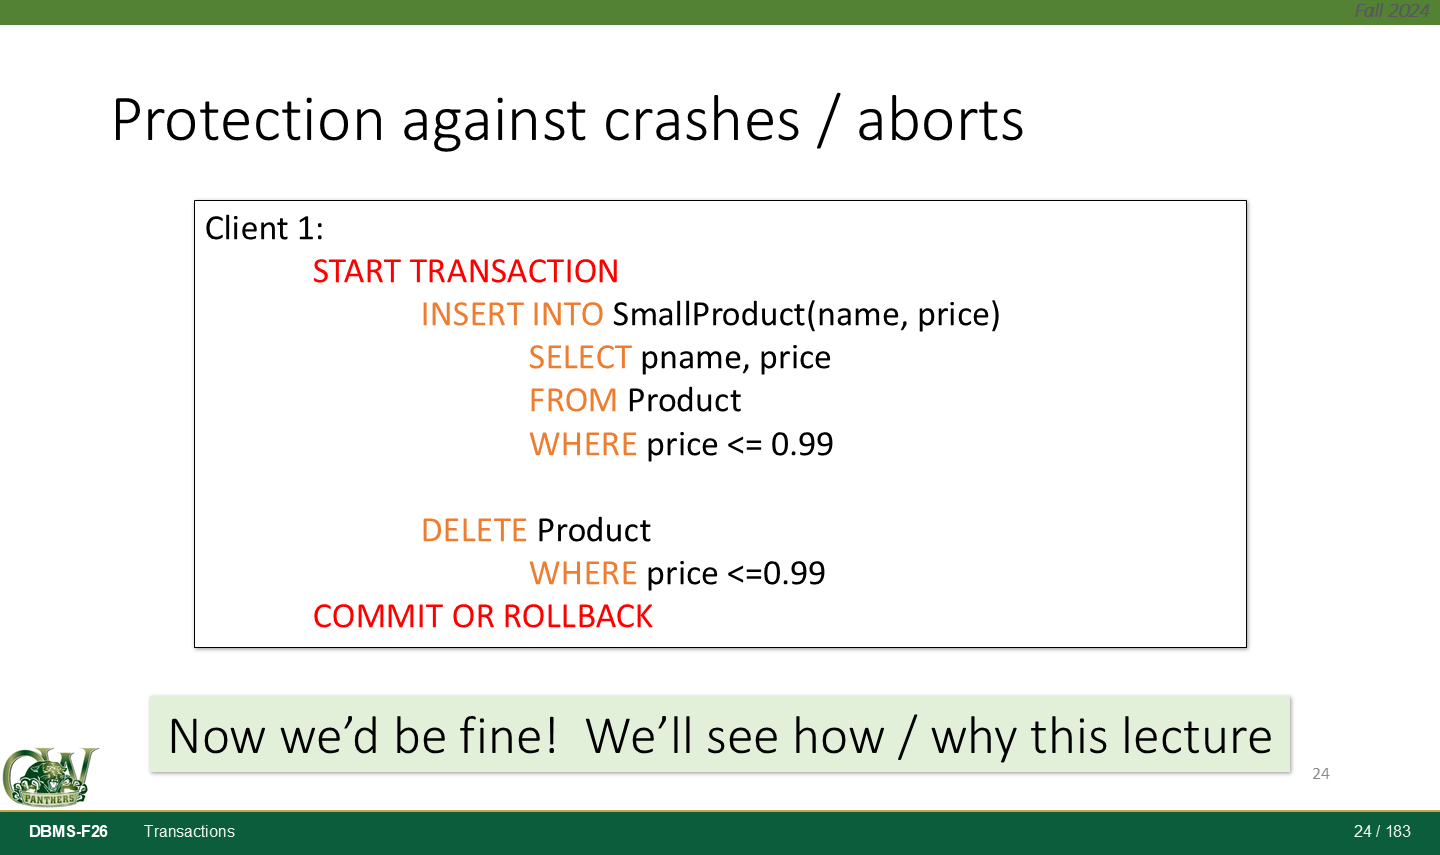 Fall 2024
Protection against crashes / aborts
Client 1:
START TRANSACTION
INSERT INTO SmallProduct(name, price)
SELECT pname, price
FROM Product
WHERE price <= 0.99
DELETE Product
WHERE price <=0.99
COMMIT OR ROLLBACK
Now we’d be fine!  We’ll see how / why this lecture
24
OW
PANTHERS
DBMS-F26 Transactions 24 / 183